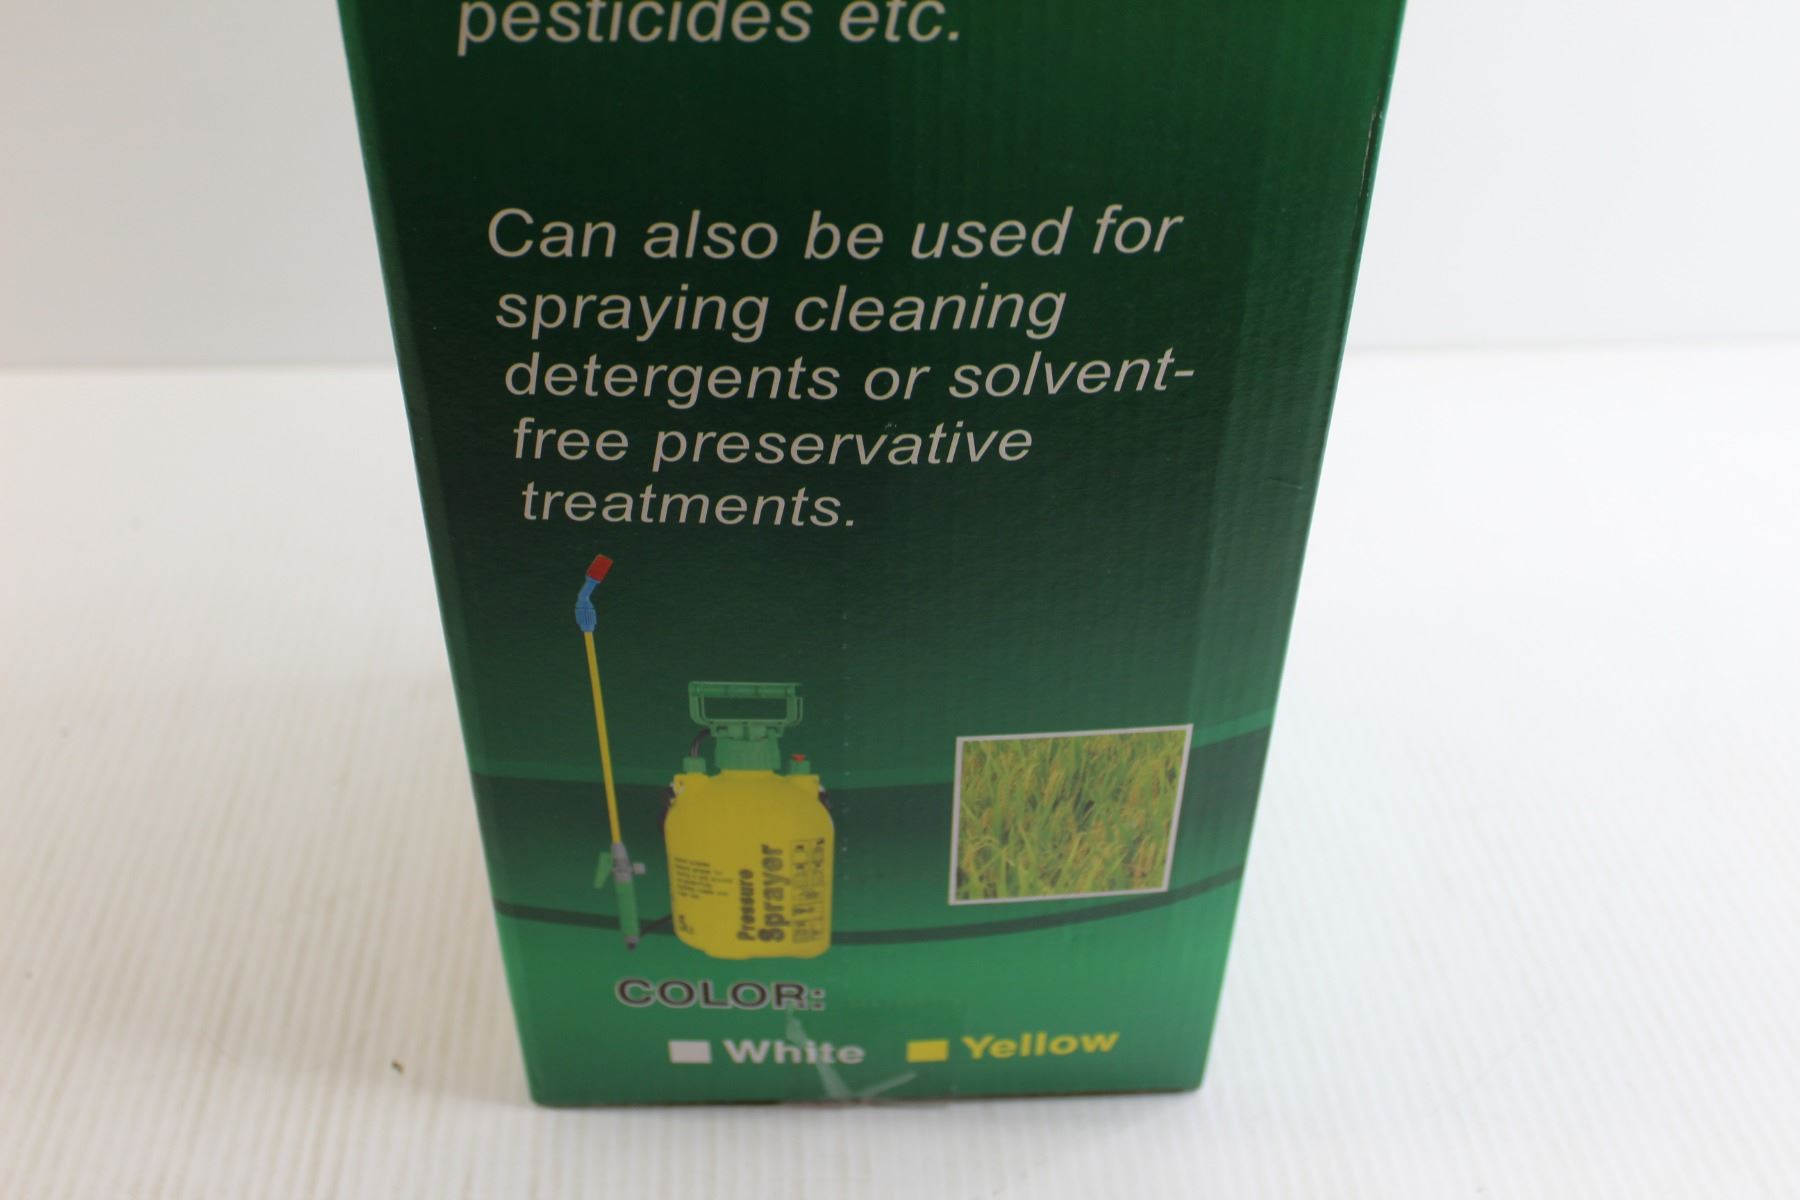 pesticides etc.
Can also be used for
spraying cleaning
detergents or solvent-
free preservative
treatments.
Pressure
Sprayer
5
COLOR:
White Yellow